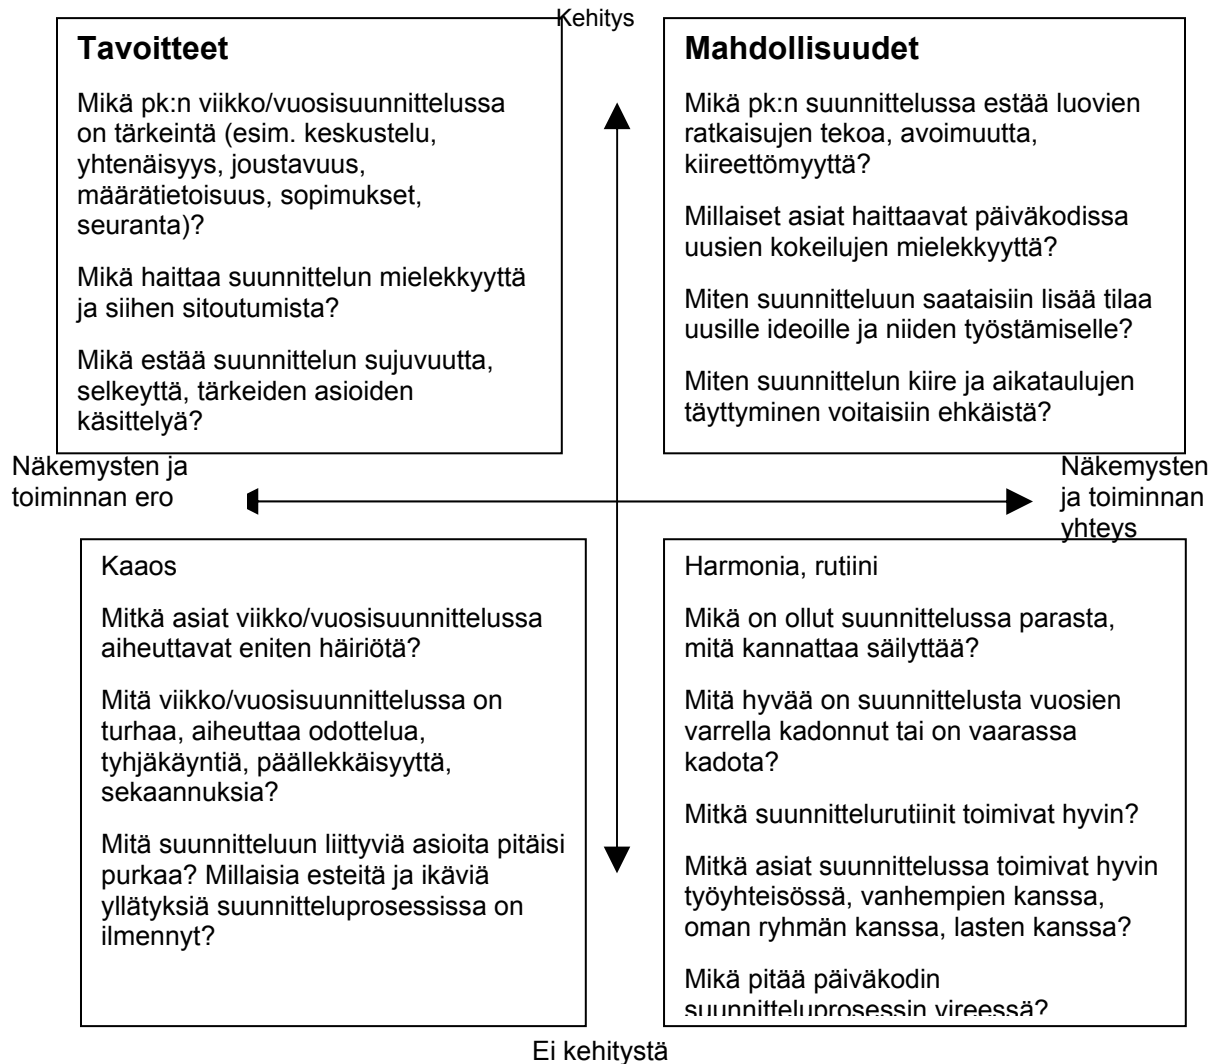 Kehitys
Tavoitteet
Mikä pk:n viikko/vuosisuunnittelussa
on tärkeintä (esim. keskustelu,
yhtenäisyys, joustavuus,
määrätietoisuus, sopimukset,
seuranta)?
Mikä haittaa suunnittelun mielekkyyttä
ja siihen sitoutumista?
Mikä estää suunnittelun sujuvuutta,
selkeyttä, tärkeiden asioiden
käsittelyä?
Mahdollisuudet
Mikä pk:n suunnittelussa estää luovien
ratkaisujen tekoa, avoimuutta,
kiireettömyyttä?
Millaiset asiat haittaavat päiväkodissa
uusien kokeilujen mielekkyyttä?
Miten suunnitteluun saataisiin lisää tilaa
uusille ideoille ja niiden työstämiselle?
Miten suunnittelun kiire ja aikataulujen
täyttyminen voitaisiin ehkäistä?
Näkemysten ja
toiminnan ero
Näkemysten
ja toiminnan
yhteys
Kaaos
Mitkä asiat viikko/vuosisuunnittelussa
aiheuttavat eniten häiriötä?
Mitä viikko/vuosisuunnittelussa on
turhaa, aiheuttaa odottelua,
tyhjäkäyntiä, päällekkäisyyttä,
sekaannuksia?
Mitä suunnitteluun liittyviä asioita pitäisi
purkaa? Millaisia esteitä ja ikäviä
yllätyksiä suunnitteluprosessissa on
ilmennyt?
Harmonia, rutiini
Mikä on ollut suunnittelussa parasta,
mitä kannattaa säilyttää?
Mitä hyvää on suunnittelusta vuosien
varrella kadonnut tai on vaarassa
kadota?
Mitkä suunnittelurutiinit toimivat hyvin?
Mitkä asiat suunnittelussa toimivat hyvin
työyhteisössä, vanhempien kanssa,
oman ryhmän kanssa, lasten kanssa?
Mikä pitää päiväkodin
suunnitteluprosessin vireessä?
Ei kehitystä